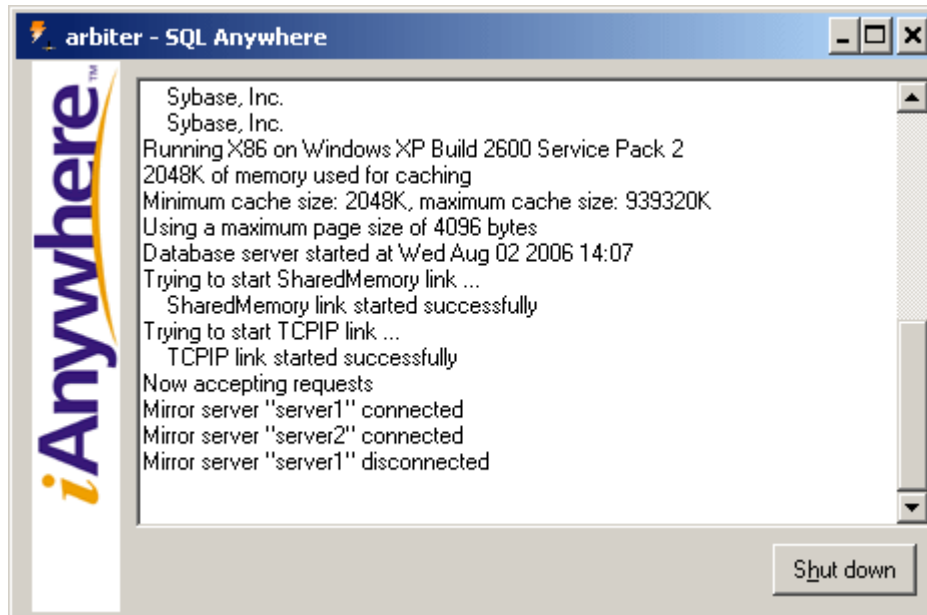 arbiter - SQL Anywhere
iAnywhere™
Sybase, Inc.
Sybase, Inc.
Running X86 on Windows XP Build 2600 Service Pack 2
2048K of memory used for caching
Minimum cache size: 2048K, maximum cache size: 939320K
Using a maximum page size of 4096 bytes
Database server started at Wed Aug 02 2006 14:07
Trying to start SharedMemory link ...
SharedMemory link started successfully
Trying to start TCPIP link ...
TCPIP link started successfully
Now accepting requests
Mirror server "server1" connected
Mirror server "server2" connected
Mirror server "server1" disconnected
Shut down